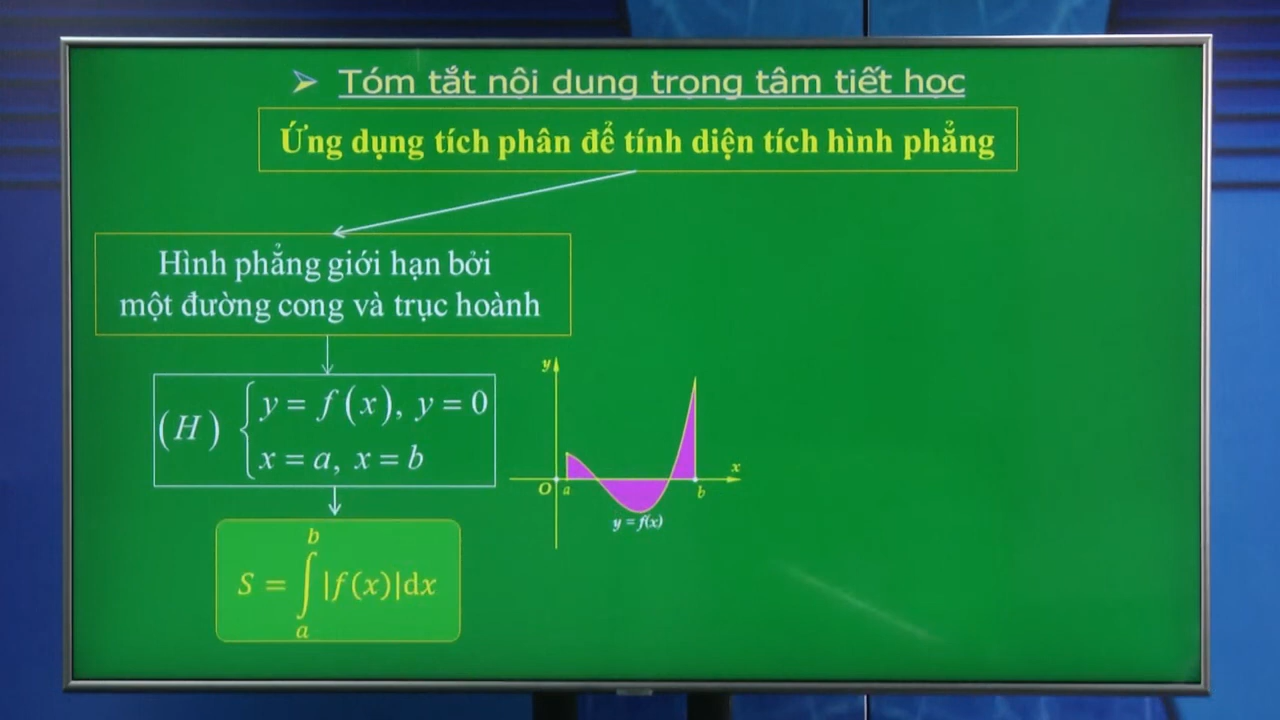 ➢ Tóm tắt nội dung trọng tâm tiết học
Ứng dụng tích phân để tính diện tích hình phẳng
Hình phẳng giới hạn bởi
một đường cong và trục hoành
(H) { y = f(x), y = 0
x = a, x = b
S = ∫_a^b |f(x)|dx
y
O a b x
y = f(x)